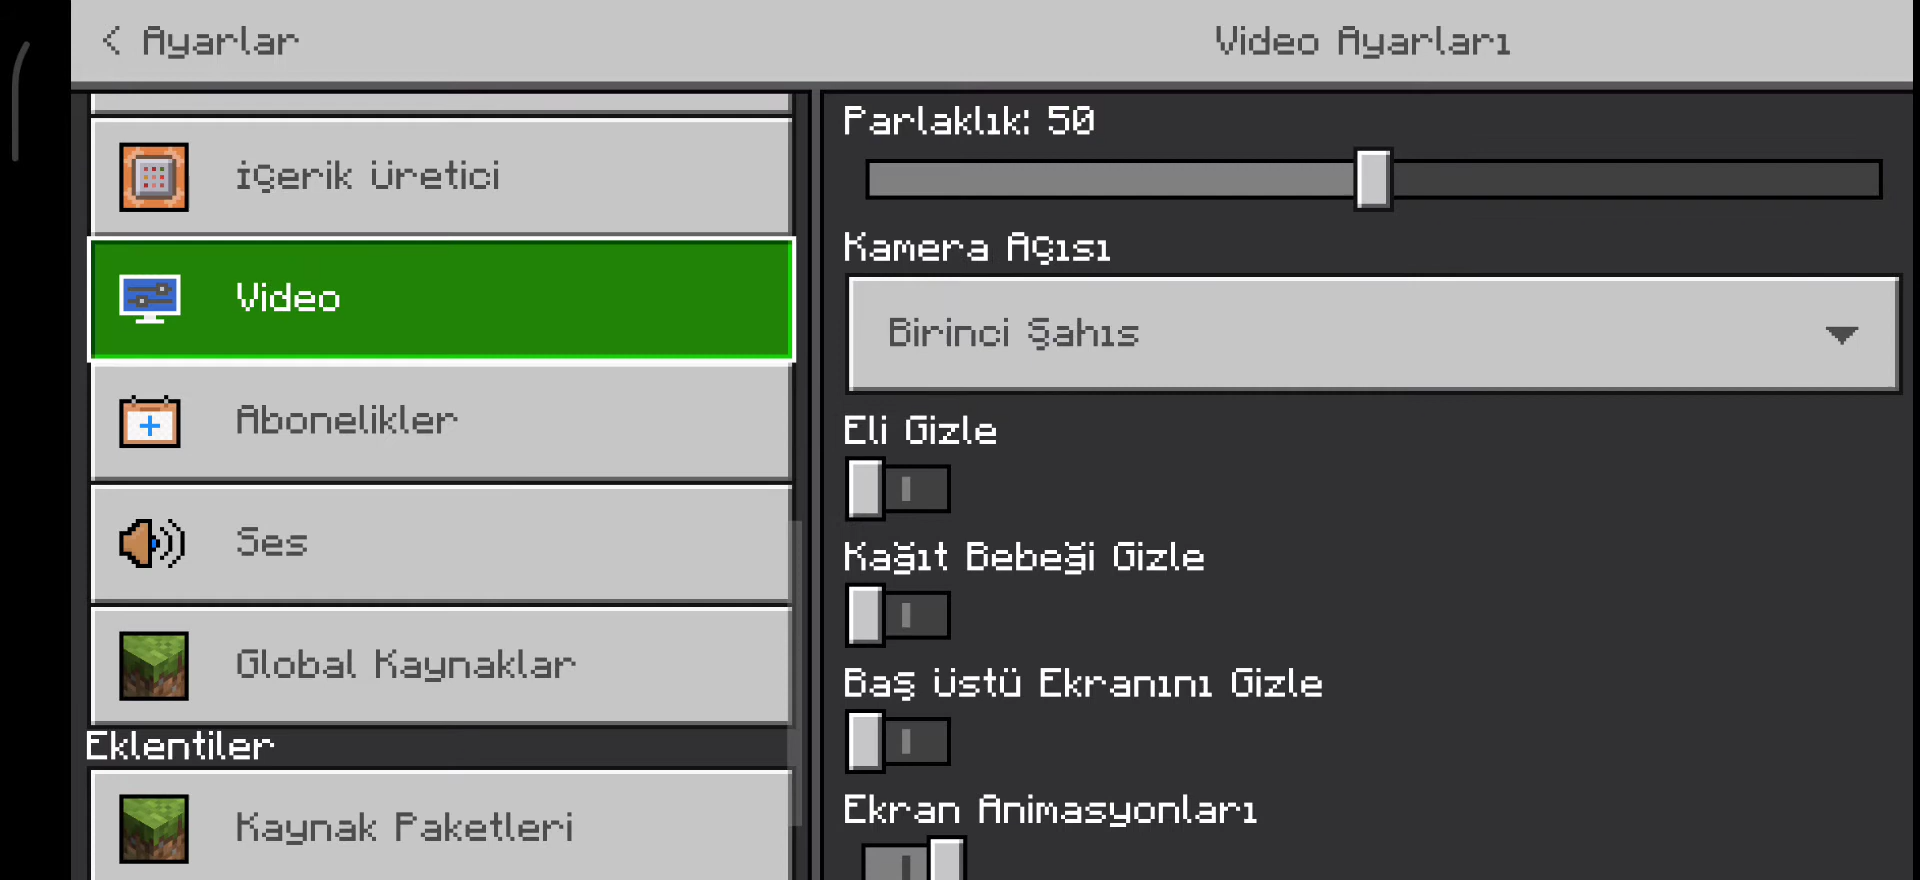 Ayarlar
Video Ayarları
İçerik Üretici
Video
Abonelikler
Ses
Global Kaynaklar
Eklentiler
Kaynak Paketleri
Parlaklık: 50
Kamera Açısı
Birinci Şahıs
Eli Gizle
Kağıt Bebeği Gizle
Baş Üstü Ekranını Gizle
Ekran Animasyonları